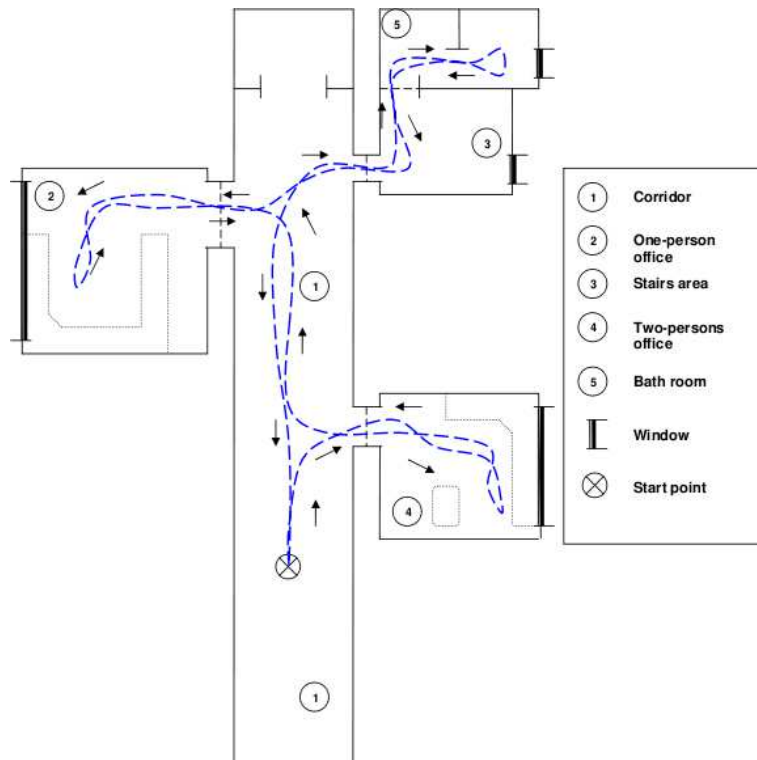 5
3
2
1
4
1
1 Corridor
2 One-person
office
3 Stairs area
4 Two-persons
office
5 Bath room
Window
Start point